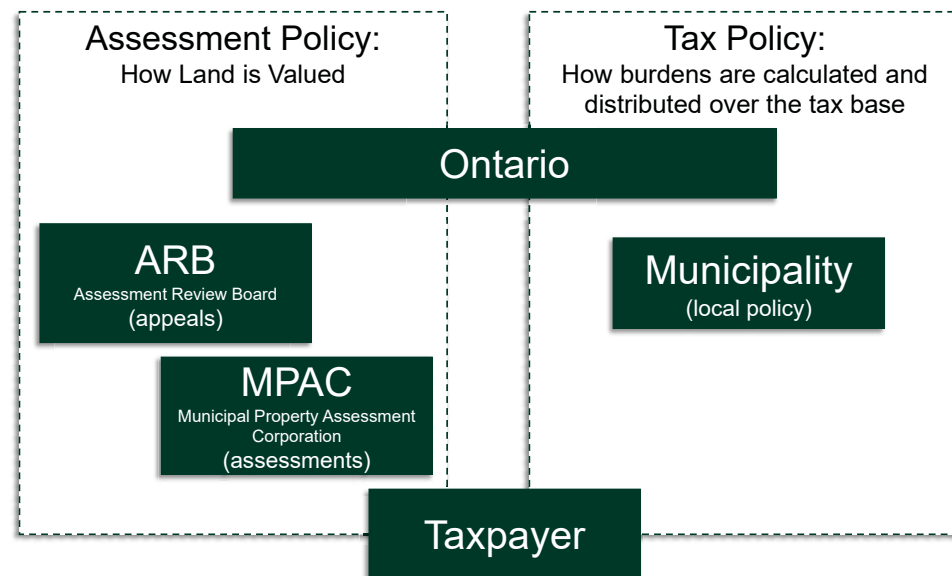 Assessment Policy:
How Land is Valued
Tax Policy:
How burdens are calculated and
distributed over the tax base
Ontario
ARB
Assessment Review Board
(appeals)
Municipality
(local policy)
MPAC
Municipal Property Assessment
Corporation
(assessments)
Taxpayer